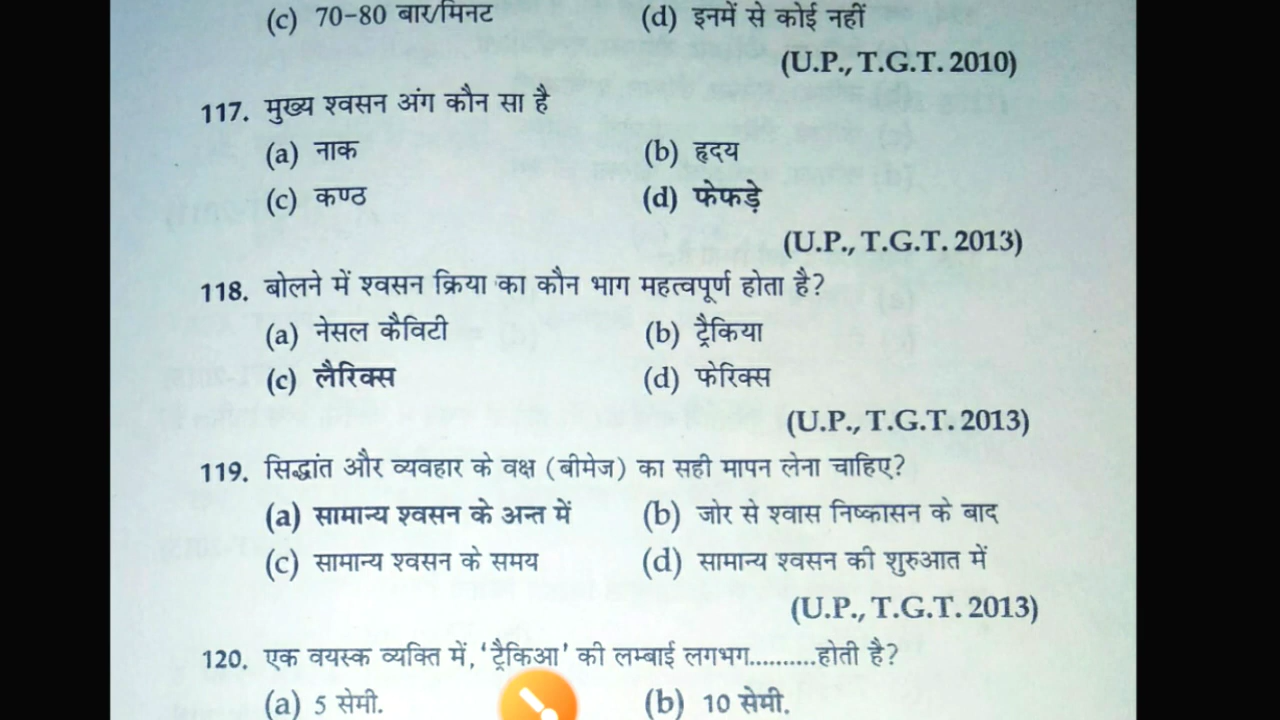 (c) 70-80 बार/मिनट (d) इनमें से कोई नहीं
(U.P., T.G.T. 2010)
117. मुख्य श्वसन अंग कौन सा है
(a) नाक (b) हृदय
(c) कण्ठ (d) फेफड़े
(U.P., T.G.T. 2013)
118. बोलने में श्वसन क्रिया का कौन भाग महत्वपूर्ण होता है?
(a) नेसल कैविटी (b) ट्रैकिया
(c) लैरिक्स (d) फेरिक्स
(U.P., T.G.T. 2013)
119. सिद्धांत और व्यवहार के वक्ष (बीमेज) का सही मापन लेना चाहिए?
(a) सामान्य श्वसन के अन्त में (b) जोर से श्वास निष्कासन के बाद
(c) सामान्य श्वसन के समय (d) सामान्य श्वसन की शुरुआत में
(U.P., T.G.T. 2013)
120. एक वयस्क व्यक्ति में, 'ट्रैकिआ' की लम्बाई लगभग..........होती है?
(a) 5 सेमी. (b) 10 सेमी.